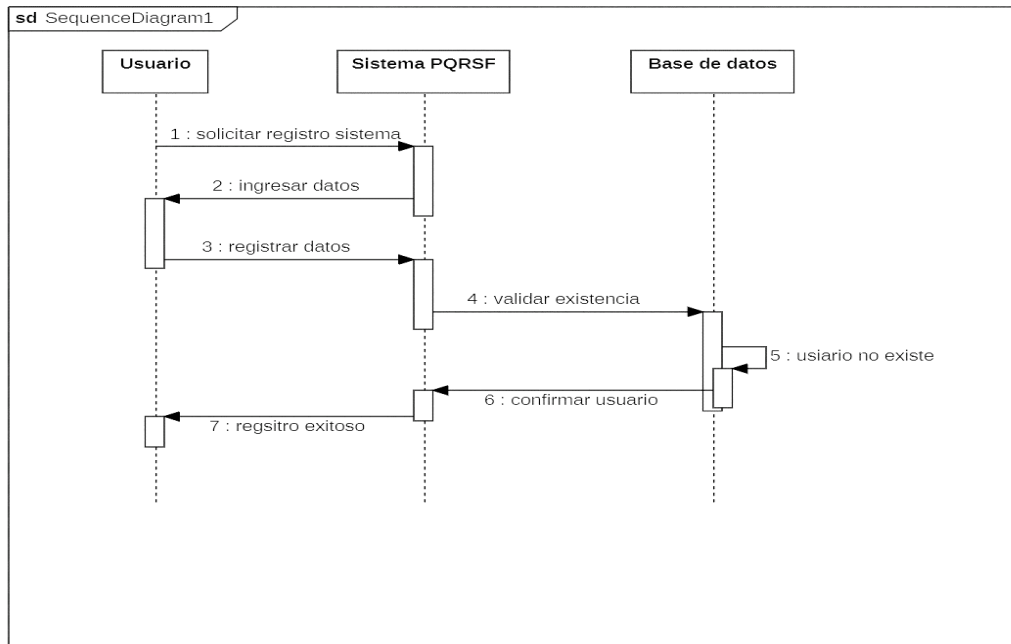 sd SequenceDiagram1
Usuario
Sistema PQRSF
Base de datos
1 : solicitar registro sistema
2 : ingresar datos
3 : registrar datos
4 : validar existencia
5 : usiario no existe
6 : confirmar usuario
7 : regsitro exitoso